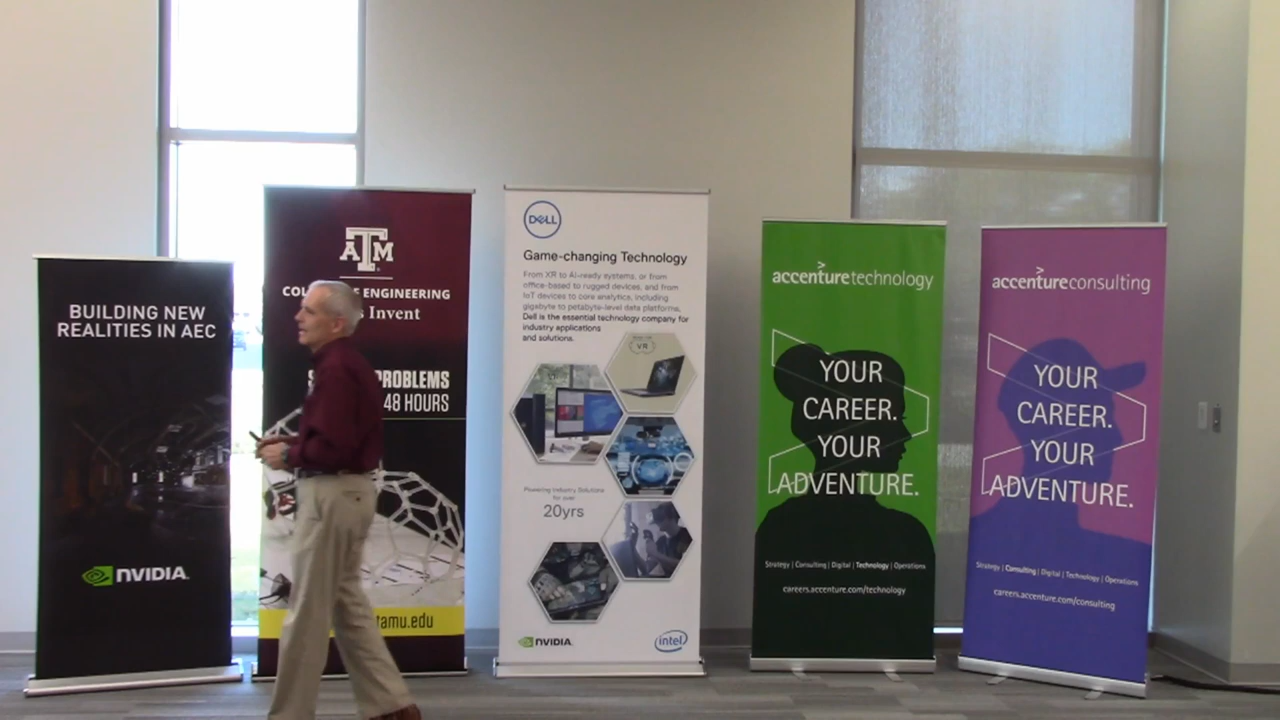 BUILDING NEW
REALITIES IN AEC
NVIDIA
ATM
ENGINEERING
Invent
PROBLEMS
48 HOURS
tamu.edu
DELL
Game-changing Technology
From XR to AI-ready systems, or from
office-based to rugged devices, and from
IoT devices to core analytics, including
gigabyte to petabyte-level data platforms,
Dell is the essential technology company for
industry applications
and solutions.
VR
Powering Industry Solutions
for over
20yrs
NVIDIA
intel
accenturetechnology
YOUR
CAREER.
YOUR
ADVENTURE.
Strategy | Consulting | Digital | Technology | Operations
careers.accenture.com/technology
accentureconsulting
YOUR
CAREER.
YOUR
ADVENTURE.
Strategy | Consulting | Digital | Technology | Operations
careers.accenture.com/consulting